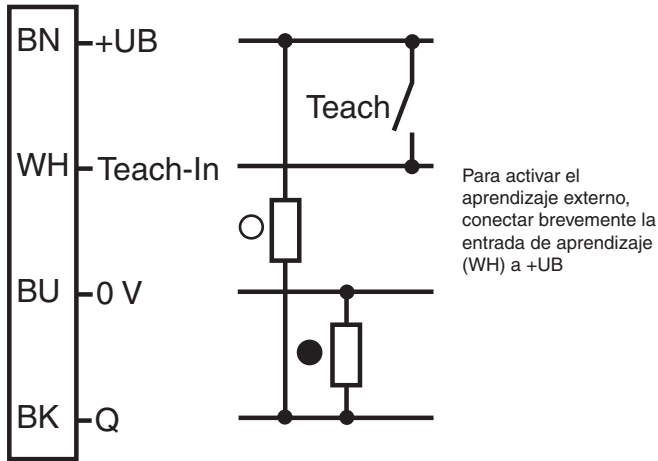 BN +UB
Teach
WH Teach-In
Para activar el
aprendizaje externo,
conectar brevemente la
entrada de aprendizaje
(WH) a +UB
BU 0 V
BK Q